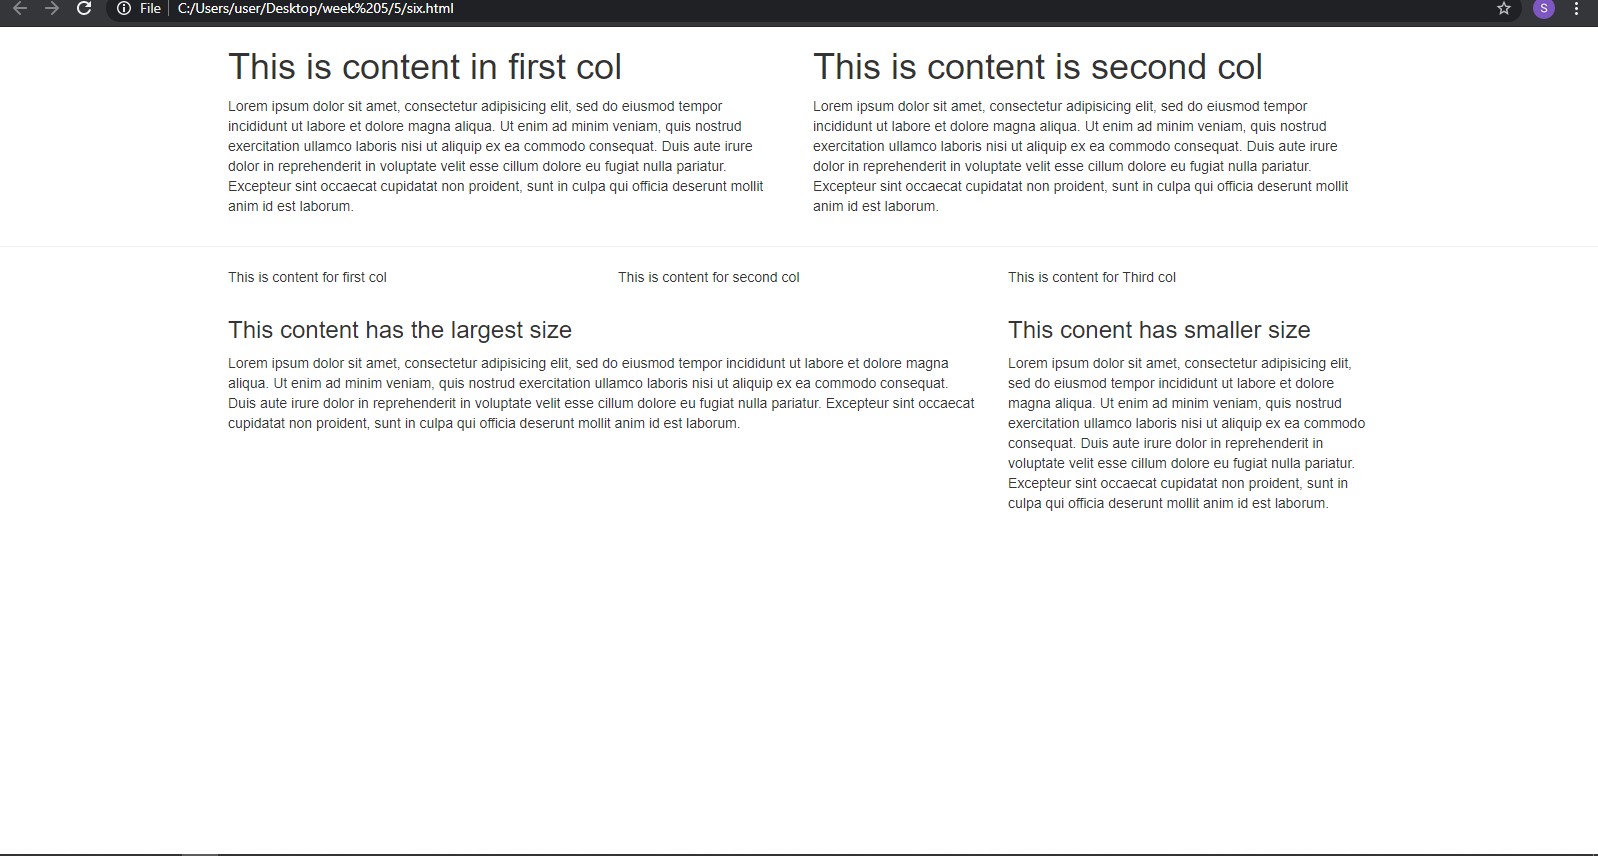 File C:/Users/user/Desktop/week%205/5/six.html
S
This is content in first col
Lorem ipsum dolor sit amet, consectetur adipisicing elit, sed do eiusmod tempor
incididunt ut labore et dolore magna aliqua. Ut enim ad minim veniam, quis nostrud
exercitation ullamco laboris nisi ut aliquip ex ea commodo consequat. Duis aute irure
dolor in reprehenderit in voluptate velit esse cillum dolore eu fugiat nulla pariatur.
Excepteur sint occaecat cupidatat non proident, sunt in culpa qui officia deserunt mollit
anim id est laborum.
This is content is second col
Lorem ipsum dolor sit amet, consectetur adipisicing elit, sed do eiusmod tempor
incididunt ut labore et dolore magna aliqua. Ut enim ad minim veniam, quis nostrud
exercitation ullamco laboris nisi ut aliquip ex ea commodo consequat. Duis aute irure
dolor in reprehenderit in voluptate velit esse cillum dolore eu fugiat nulla pariatur.
Excepteur sint occaecat cupidatat non proident, sunt in culpa qui officia deserunt mollit
anim id est laborum.
This is content for first col
This is content for second col
This is content for Third col
This content has the largest size
Lorem ipsum dolor sit amet, consectetur adipisicing elit, sed do eiusmod tempor incididunt ut labore et dolore magna
aliqua. Ut enim ad minim veniam, quis nostrud exercitation ullamco laboris nisi ut aliquip ex ea commodo consequat.
Duis aute irure dolor in reprehenderit in voluptate velit esse cillum dolore eu fugiat nulla pariatur. Excepteur sint occaecat
cupidatat non proident, sunt in culpa qui officia deserunt mollit anim id est laborum.
This conent has smaller size
Lorem ipsum dolor sit amet, consectetur adipisicing elit,
sed do eiusmod tempor incididunt ut labore et dolore
magna aliqua. Ut enim ad minim veniam, quis nostrud
exercitation ullamco laboris nisi ut aliquip ex ea commodo
consequat. Duis aute irure dolor in reprehenderit in
voluptate velit esse cillum dolore eu fugiat nulla pariatur.
Excepteur sint occaecat cupidatat non proident, sunt in
culpa qui officia deserunt mollit anim id est laborum.